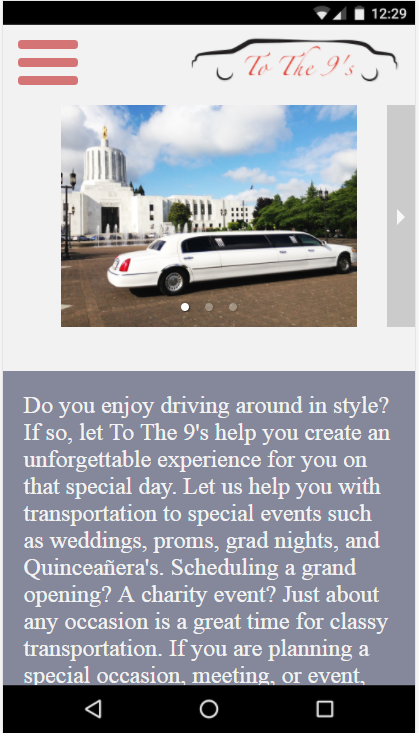 12:29
To The 9's
Do you enjoy driving around in style?
If so, let To The 9's help you create an
unforgettable experience for you on
that special day. Let us help you with
transportation to special events such
as weddings, proms, grad nights, and
Quinceañera's. Scheduling a grand
opening? A charity event? Just about
any occasion is a great time for classy
transportation. If you are planning a
special occasion, meeting, or event,